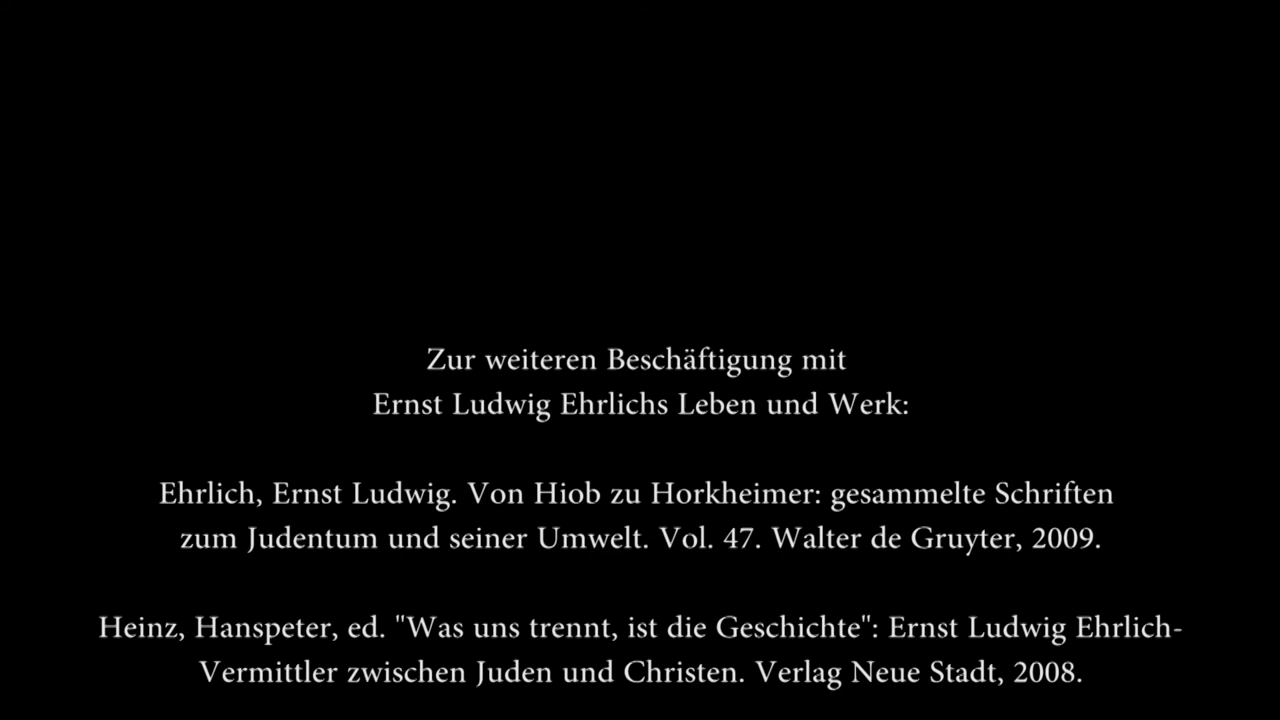 Zur weiteren Beschäftigung mit
Ernst Ludwig Ehrlichs Leben und Werk:
Ehrlich, Ernst Ludwig. Von Hiob zu Horkheimer: gesammelte Schriften
zum Judentum und seiner Umwelt. Vol. 47. Walter de Gruyter, 2009.
Heinz, Hanspeter, ed. "Was uns trennt, ist die Geschichte": Ernst Ludwig Ehrlich-
Vermittler zwischen Juden und Christen. Verlag Neue Stadt, 2008.